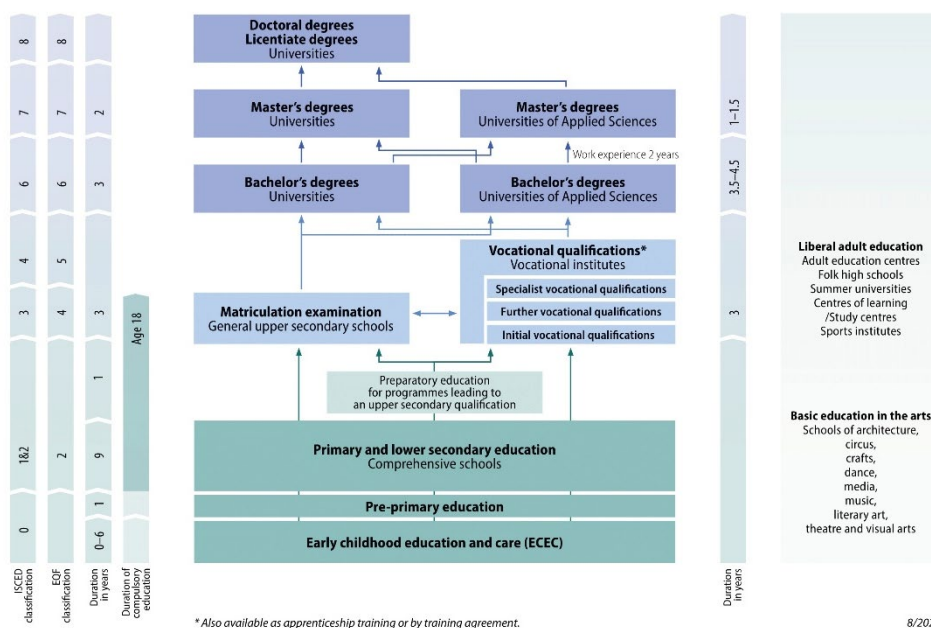 Doctoral degrees
Licentiate degrees
Universities
Master's degrees
Universities
Master's degrees
Universities of Applied Sciences
Work experience 2 years
Bachelor's degrees
Universities
Bachelor's degrees
Universities of Applied Sciences
Vocational qualifications*
Vocational institutes
Specialist vocational qualifications
Further vocational qualifications
Initial vocational qualifications
Matriculation examination
General upper secondary schools
Preparatory education
for programmes leading to
an upper secondary qualification
Primary and lower secondary education
Comprehensive schools
Pre-primary education
Early childhood education and care (ECEC)
8
7
6
4
3
1&2
0
ISCED
classification
8
7
6
5
4
2
EQF
classification
2
3
3
1
9
1
0–6
Duration
in years
Age 18
Duration of
compulsory
education
1–1.5
3.5–4.5
3
Duration
in years
Liberal adult education
Adult education centres
Folk high schools
Summer universities
Centres of learning
/Study centres
Sports institutes
Basic education in the arts
Schools of architecture,
circus,
crafts,
dance,
media,
music,
literary art,
theatre and visual arts
* Also available as apprenticeship training or by training agreement.